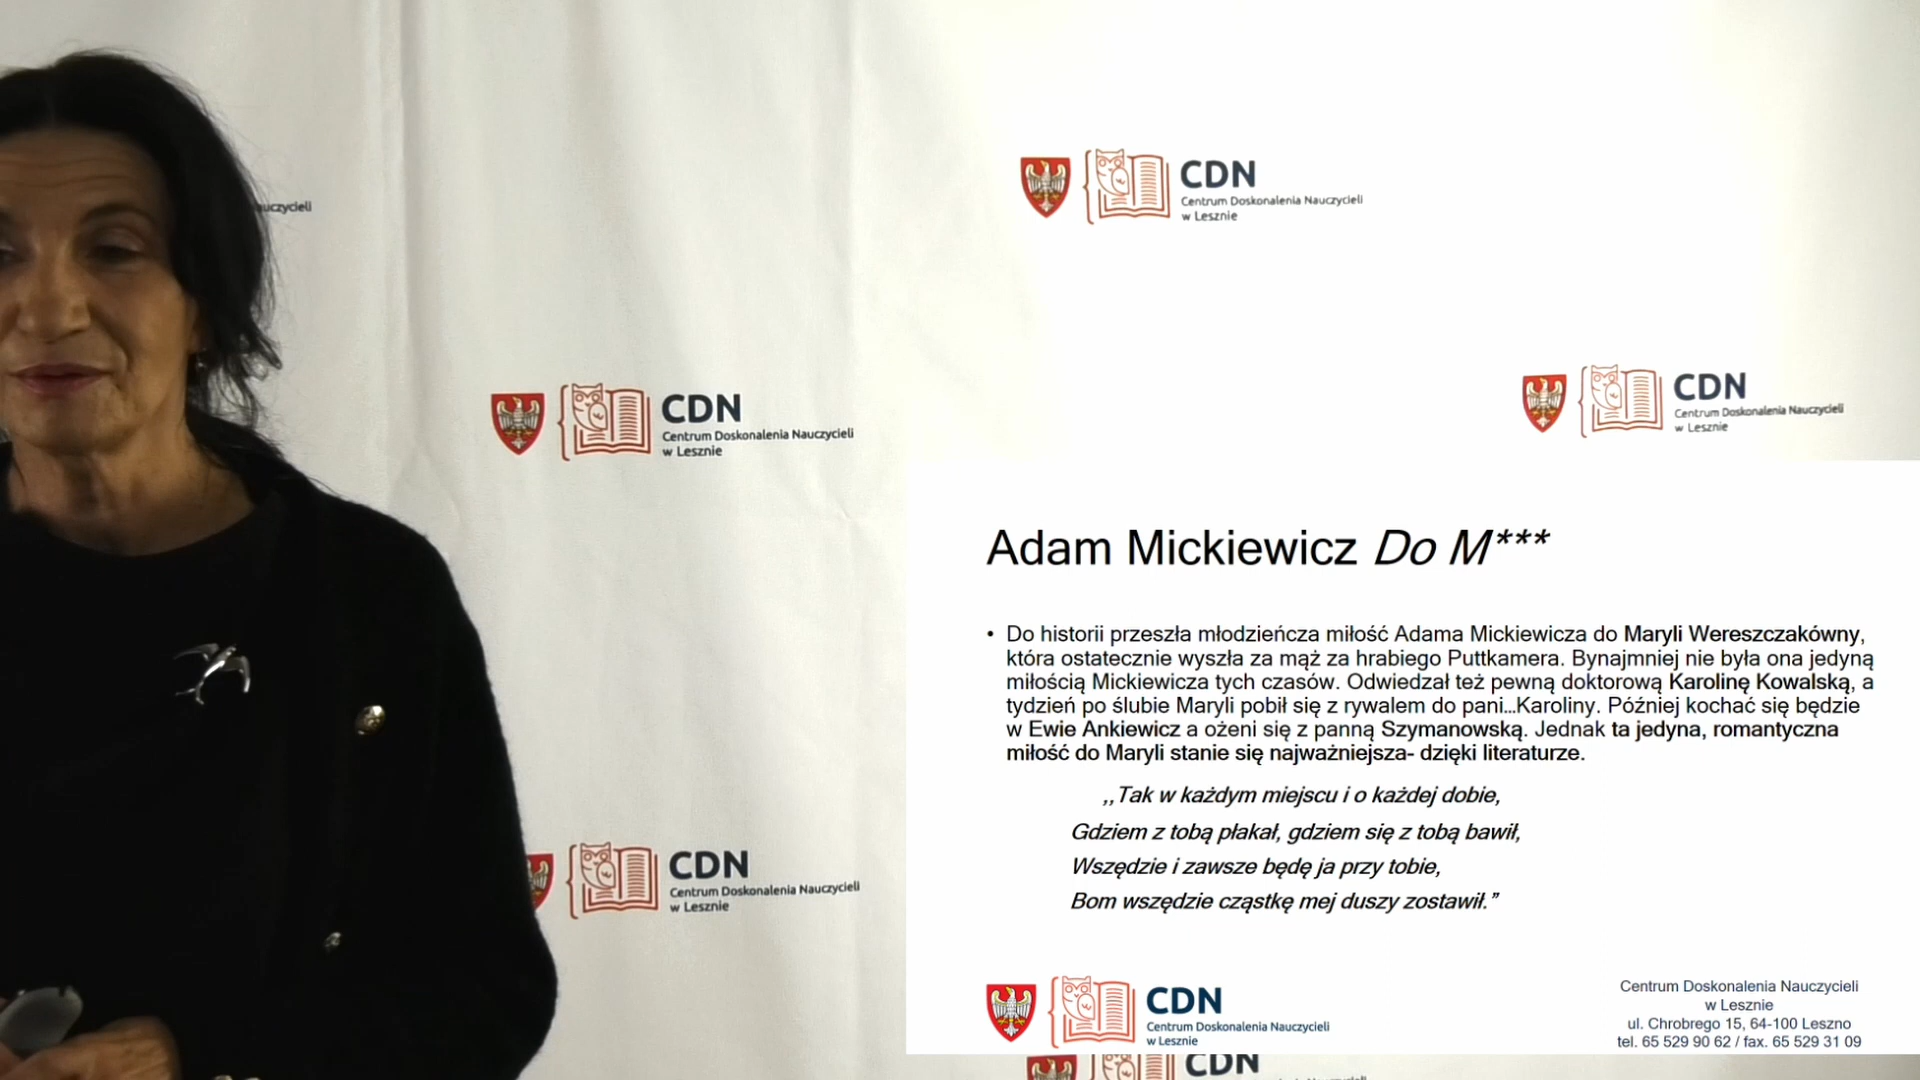 CDN
Centrum Doskonalenia Nauczycieli
w Lesznie
CDN
Centrum Doskonalenia Nauczycieli
w Lesznie
CDN
Centrum Doskonalenia Nauczycieli
w Lesznie
CDN
Centrum Doskonalenia Nauczycieli
w Lesznie
Adam Mickiewicz Do M***
• Do historii przeszła młodzieńcza miłość Adama Mickiewicza do Maryli Wereszczakówny,
która ostatecznie wyszła za mąż za hrabiego Puttkamera. Bynajmniej nie była ona jedyną
miłością Mickiewicza tych czasów. Odwiedzał też pewną doktorową Karolinę Kowalską, a
tydzień po ślubie Maryli pobił się z rywalem do pani...Karoliny. Później kochać się będzie
w Ewie Ankiewicz a ożeni się z panną Szymanowską. Jednak ta jedyna, romantyczna
miłość do Maryli stanie się najważniejsza- dzięki literaturze.
,,Tak w każdym miejscu i o każdej dobie,
Gdziem z tobą płakał, gdziem się z tobą bawił,
Wszędzie i zawsze będę ja przy tobie,
Bom wszędzie cząstkę mej duszy zostawił.”
CDN
Centrum Doskonalenia Nauczycieli
w Lesznie
Centrum Doskonalenia Nauczycieli
w Lesznie
ul. Chrobrego 15, 64-100 Leszno
tel. 65 529 90 62 / fax. 65 529 31 09
CDN